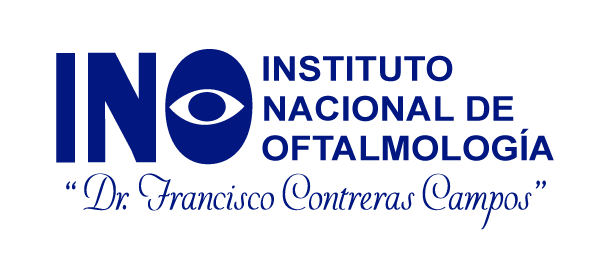 INO
INSTITUTO
NACIONAL DE
OFTALMOLOGÍA
“Dr. Francisco Contreras Campos”